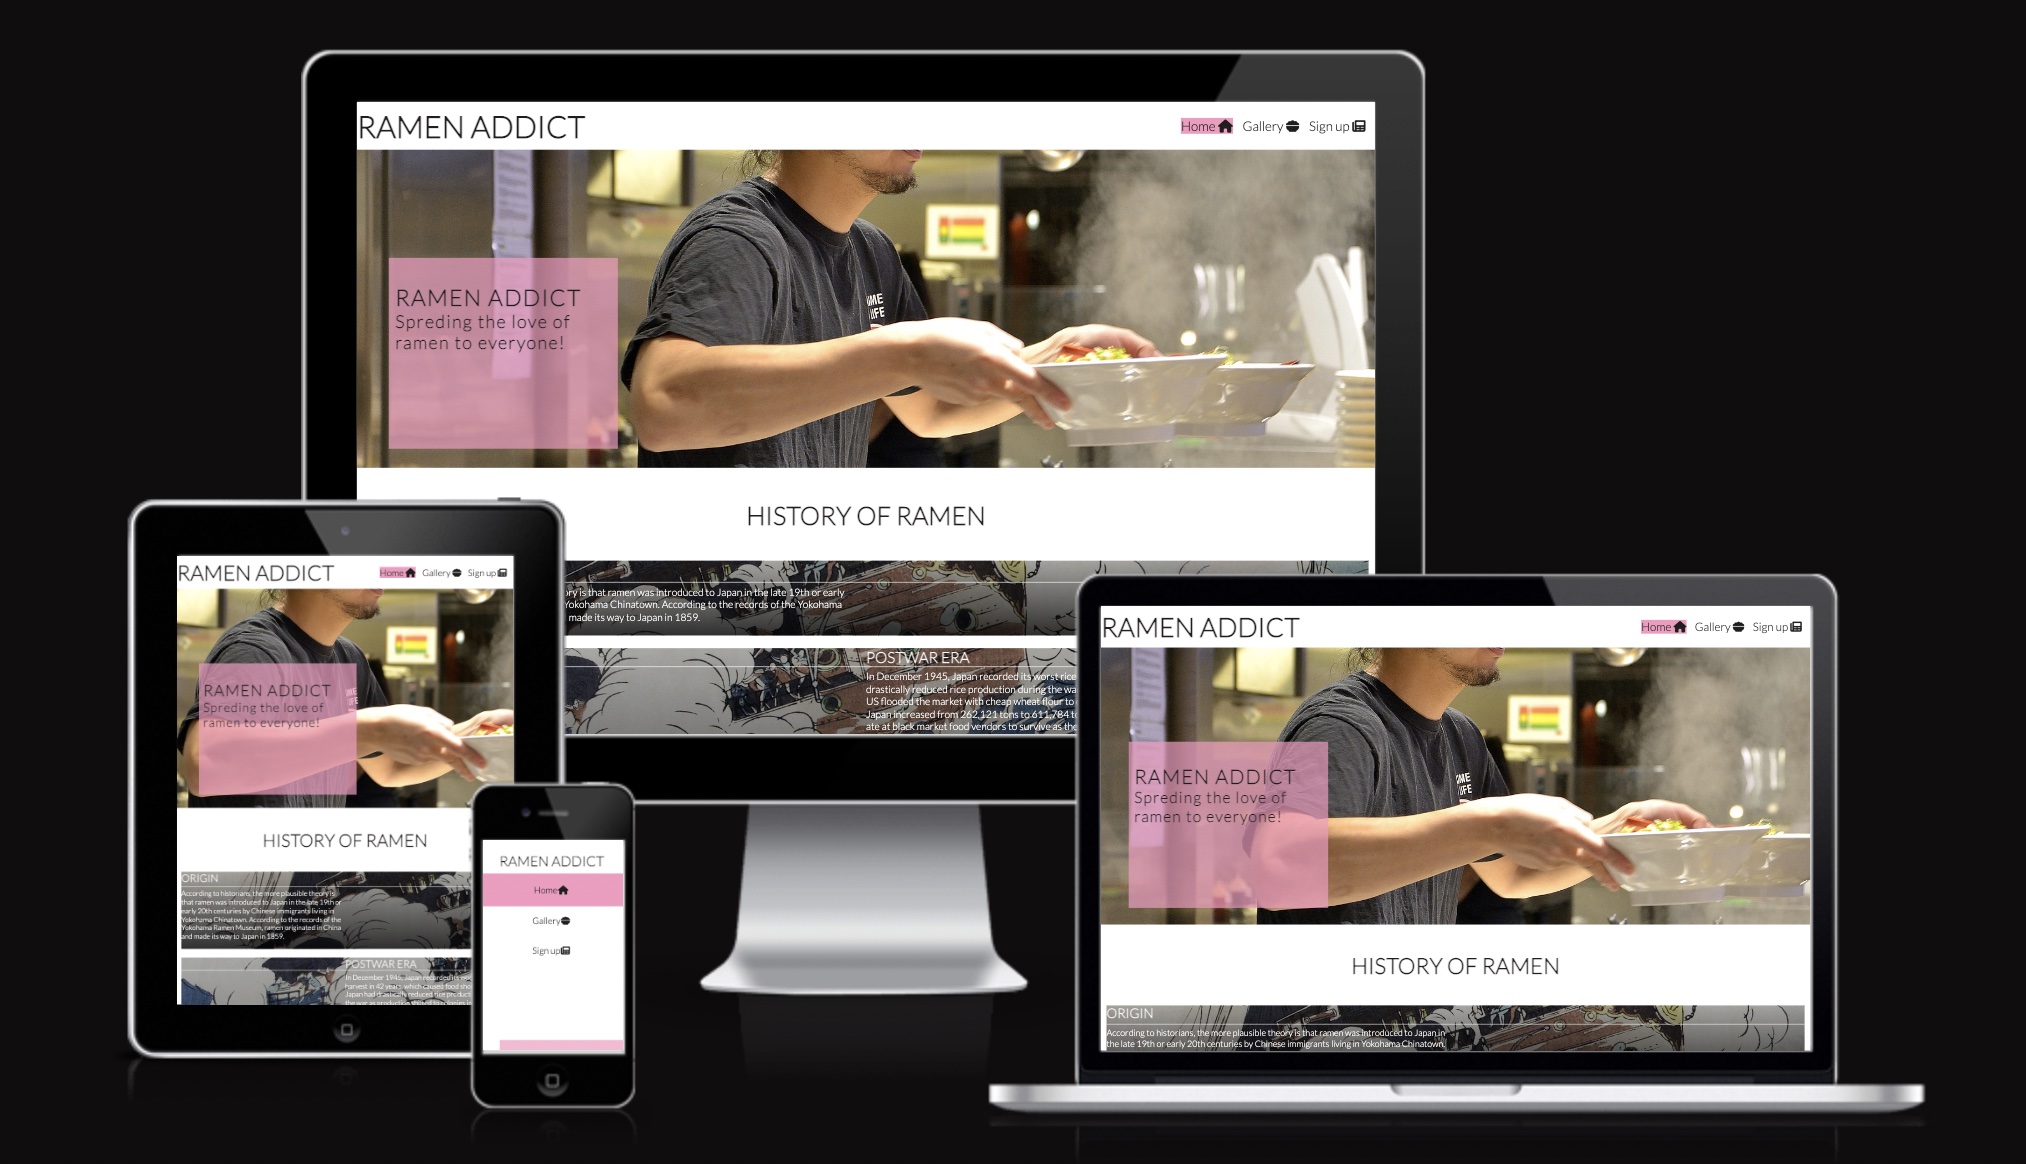 RAMEN ADDICT
Home Gallery Sign up
RAMEN ADDICT
Spreding the love of
ramen to everyone!
HISTORY OF RAMEN
ry is that ramen was introduced to Japan in the late 19th or early
Yokohama Chinatown. According to the records of the Yokohama
made its way to Japan in 1859.
POSTWAR ERA
In December 1945, Japan recorded its worst rice
drastically reduced rice production during the wa
US flooded the market with cheap wheat flour to
Japan increased from 262,121 tons to 611,784 to
ate at black market food vendors to survive as the
RAMEN ADDICT
Home Gallery Sign up
RAMEN ADDICT
Spreding the love of
ramen to everyone!
HISTORY OF RAMEN
ORIGIN
According to historians, the more plausible theory is
that ramen was introduced to Japan in the late 19th or
early 20th centuries by Chinese immigrants living in
Yokohama Chinatown. According to the records of the
Yokohama Ramen Museum, ramen originated in China
and made its way to Japan in 1859.
POSTWAR ERA
In December 1945, Japan recorded its
harvest in 42 years, which caused food
Japan had drastically reduced rice product
the war as production shifted to colonies in
RAMEN ADDICT
Home
Gallery
Sign up
RAMEN ADDICT
Home Gallery Sign up
RAMEN ADDICT
Spreding the love of
ramen to everyone!
HISTORY OF RAMEN
ORIGIN
According to historians, the more plausible theory is that ramen was introduced to Japan in
the late 19th or early 20th centuries by Chinese immigrants living in Yokohama Chinatown.